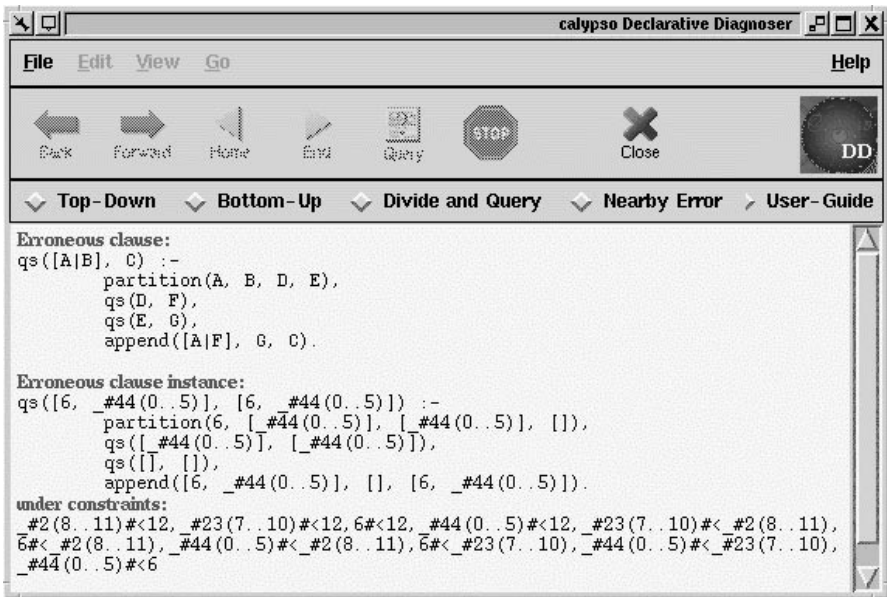 calypso Declarative Diagnoser
File Edit View Go Help
Back Forward Home End Query STOP Close DD
Top-Down Bottom-Up Divide and Query Nearby Error User-Guide
Erroneous clause:
qs([A|B], C) :-
partition(A, B, D, E),
qs(D, F),
qs(E, G),
append([A|F], G, C).
Erroneous clause instance:
qs([6, _#44(0..5)], [6, _#44(0..5)]) :-
partition(6, [_#44(0..5)], [_#44(0..5)], []),
qs([_#44(0..5)], [_#44(0..5)]),
qs([], []),
append([6, _#44(0..5)], [], [6, _#44(0..5)]).
under constraints:
_#2(8..11)#<12,_#23(7..10)#<12,6#<12,_#44(0..5)#<12,_#23(7..10)#<_#2(8..11),
6#<_#2(8..11),_#44(0..5)#<_#2(8..11),6#<_#23(7..10),_#44(0..5)#<_#23(7..10),
_#44(0..5)#<6